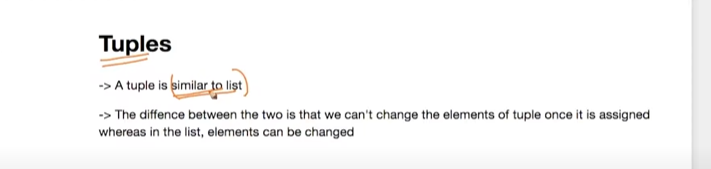 Tuples
-> A tuple is similar to list
-> The diffence between the two is that we can't change the elements of tuple once it is assigned
whereas in the list, elements can be changed